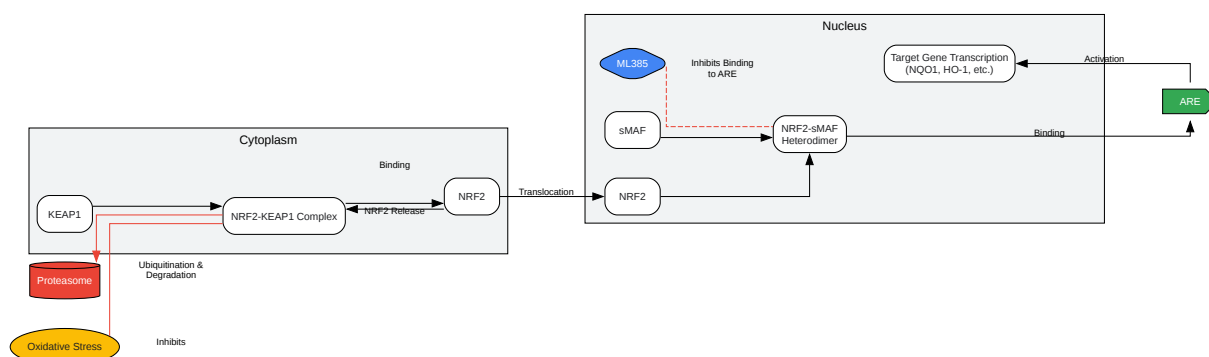 Nucleus
ML385
Inhibits Binding
to ARE
Target Gene Transcription
(NQO1, HO-1, etc.)
Activation
ARE
sMAF
NRF2-sMAF
Heterodimer
Binding
Cytoplasm
Binding
KEAP1
NRF2-KEAP1 Complex
NRF2 Release
NRF2
Translocation
NRF2
Proteasome
Ubiquitination &
Degradation
Oxidative Stress
Inhibits